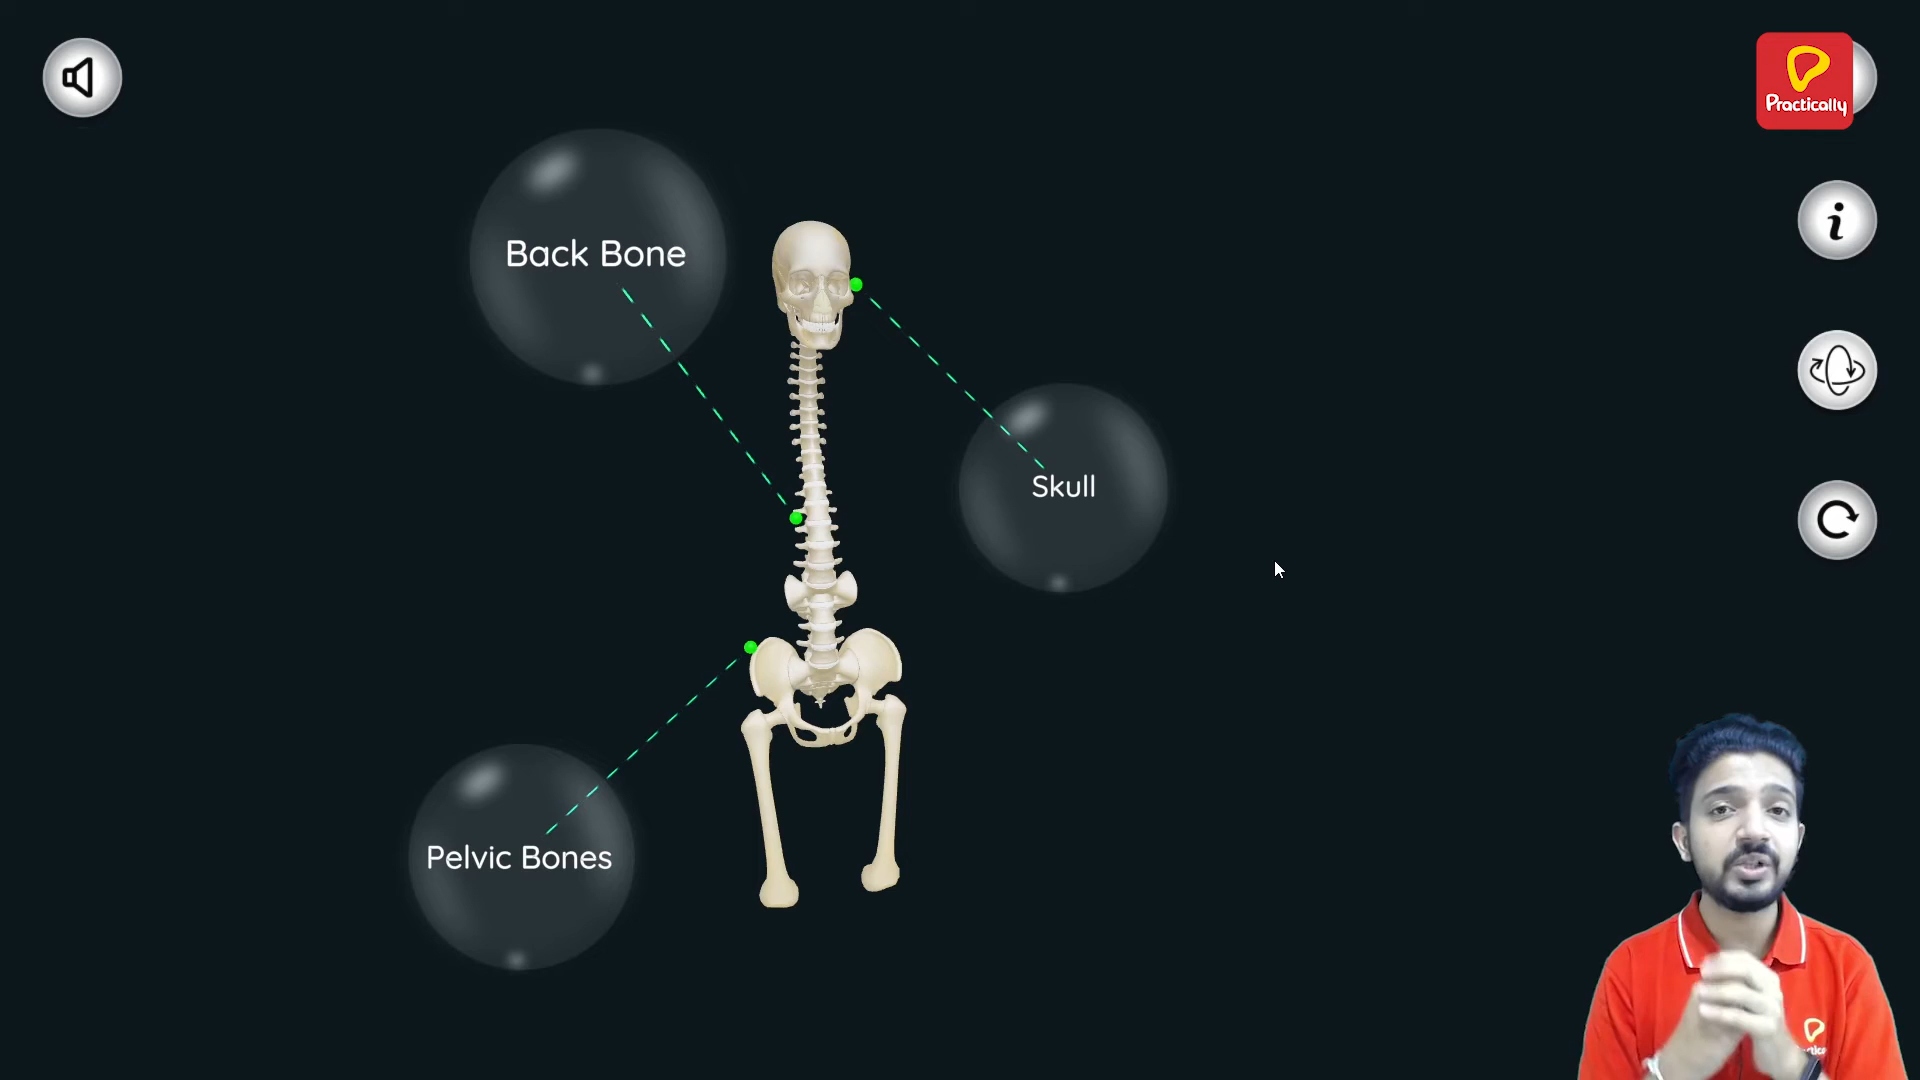 Practically
Back Bone
Skull
Pelvic Bones